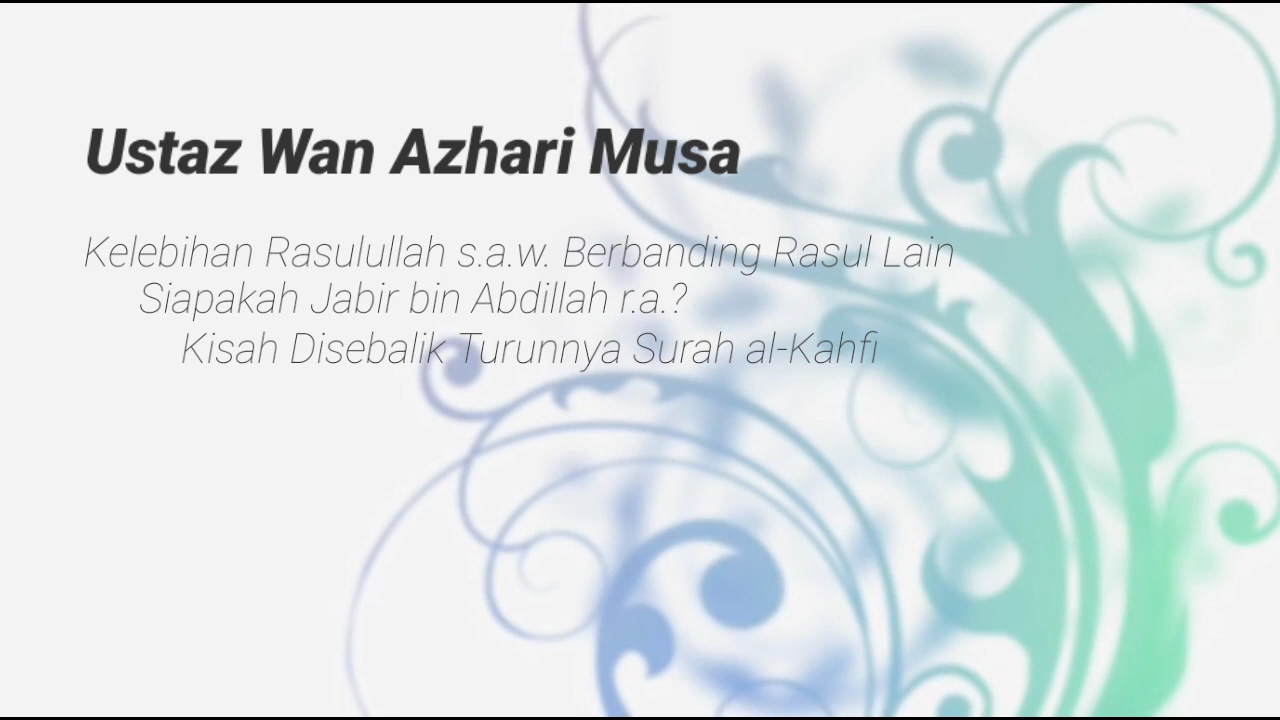 Ustaz Wan Azhari Musa
Kelebihan Rasulullah s.a.w. Berbanding Rasul Lain
Siapakah Jabir bin Abdillah r.a.?
Kisah Disebalik Turunnya Surah al-Kahfi